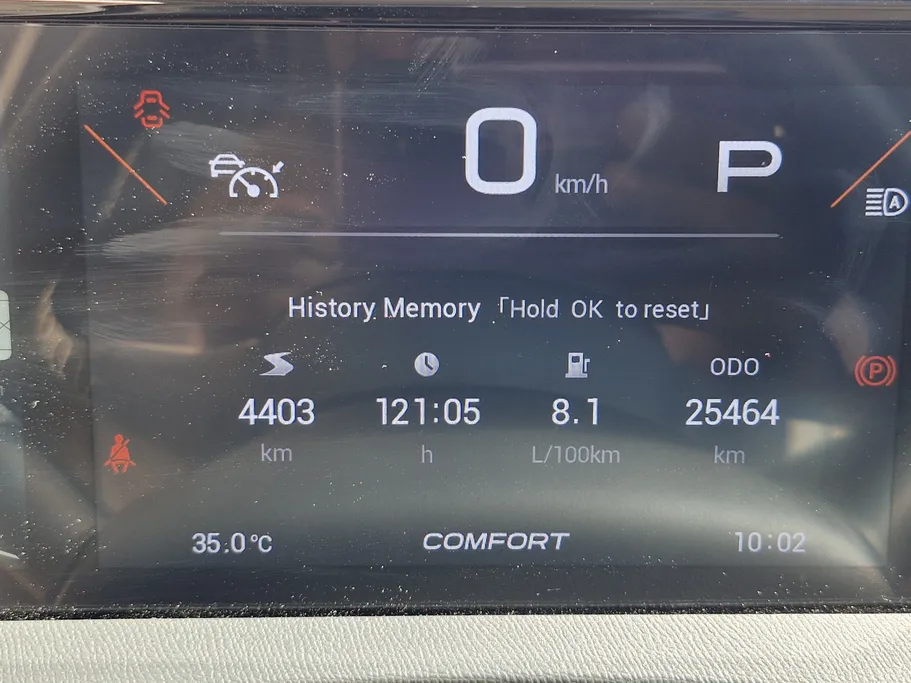 0 km/h P
A
History Memory 「Hold OK to reset」
ODO
4403 121:05 8.1 25464
km h L/100km km
P
35.0°C COMFORT 10:02